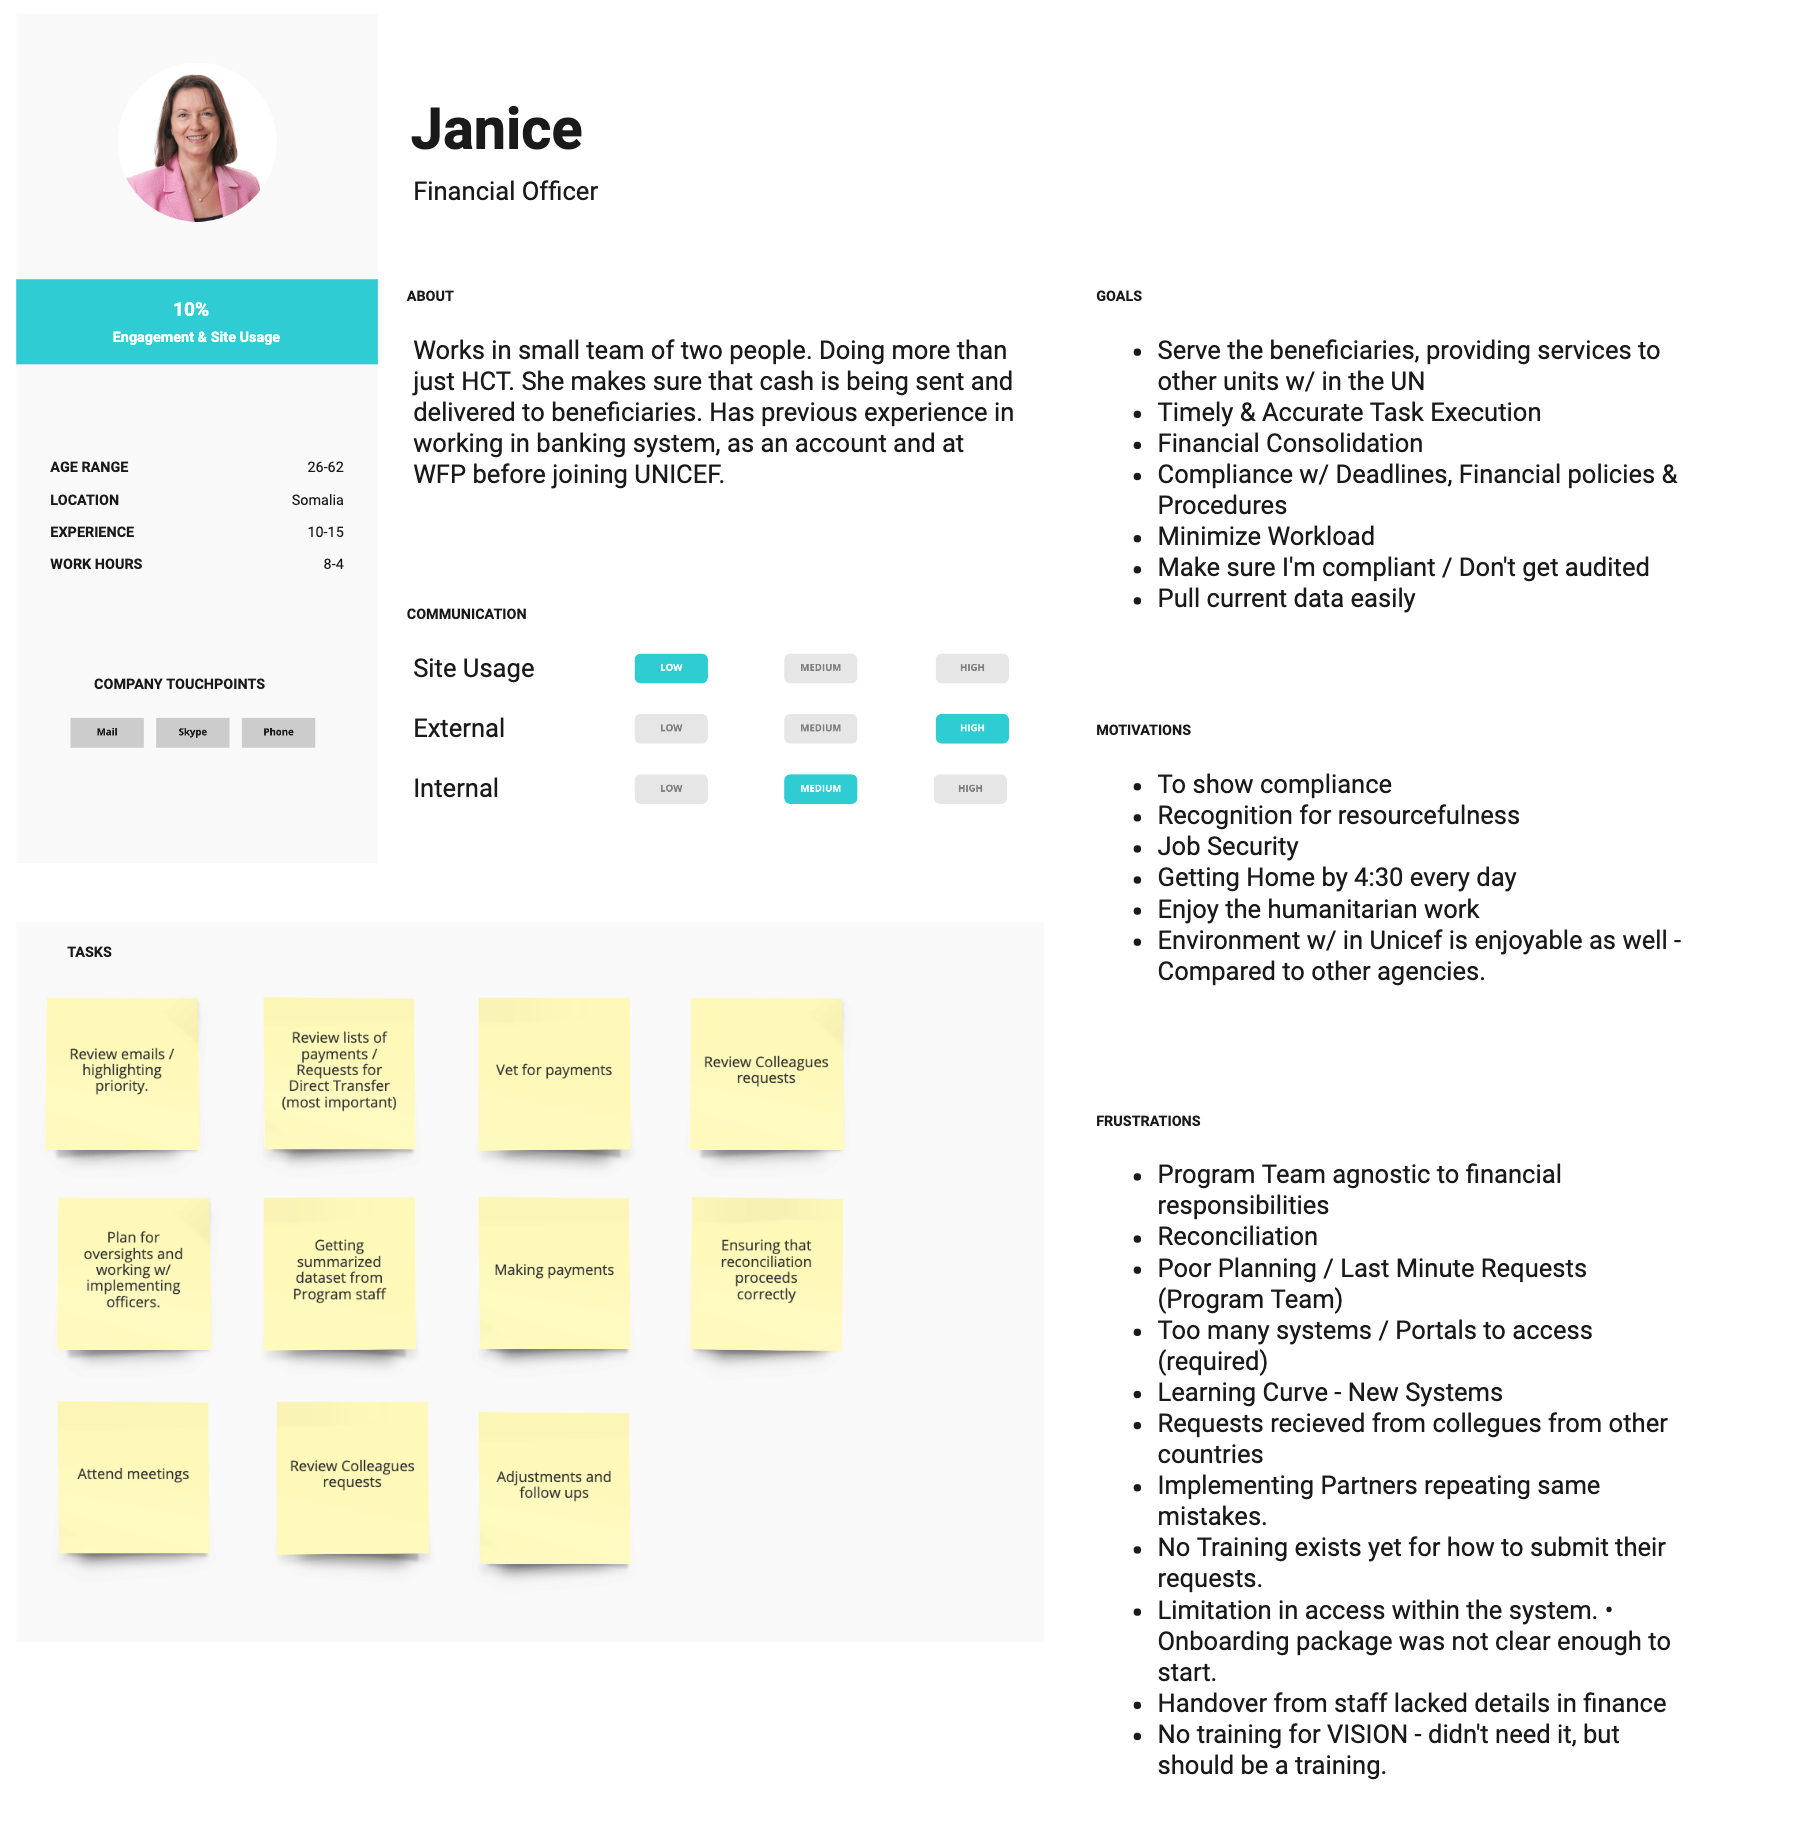 Janice
Financial Officer
10%
Engagement & Site Usage
AGE RANGE 26-62
LOCATION Somalia
EXPERIENCE 10-15
WORK HOURS 8-4
COMPANY TOUCHPOINTS
Mail Skype Phone
ABOUT
Works in small team of two people. Doing more than
just HCT. She makes sure that cash is being sent and
delivered to beneficiaries. Has previous experience in
working in banking system, as an account and at
WFP before joining UNICEF.
COMMUNICATION
Site Usage LOW MEDIUM HIGH
External LOW MEDIUM HIGH
Internal LOW MEDIUM HIGH
TASKS
Review emails /
highlighting
priority.
Review lists of
payments /
Requests for
Direct Transfer
(most important)
Vet for payments
Review Colleagues
requests
Plan for
oversights and
working w/
implementing
officers.
Getting
summarized
dataset from
Program staff
Making payments
Ensuring that
reconciliation
proceeds
correctly
Attend meetings
Review Colleagues
requests
Adjustments and
follow ups
GOALS
• Serve the beneficiaries, providing services to
other units w/ in the UN
• Timely & Accurate Task Execution
• Financial Consolidation
• Compliance w/ Deadlines, Financial policies &
Procedures
• Minimize Workload
• Make sure I'm compliant / Don't get audited
• Pull current data easily
MOTIVATIONS
• To show compliance
• Recognition for resourcefulness
• Job Security
• Getting Home by 4:30 every day
• Enjoy the humanitarian work
• Environment w/ in Unicef is enjoyable as well -
Compared to other agencies.
FRUSTRATIONS
• Program Team agnostic to financial
responsibilities
• Reconciliation
• Poor Planning / Last Minute Requests
(Program Team)
• Too many systems / Portals to access
(required)
• Learning Curve - New Systems
• Requests recieved from collegues from other
countries
• Implementing Partners repeating same
mistakes.
• No Training exists yet for how to submit their
requests.
• Limitation in access within the system. •
Onboarding package was not clear enough to
start.
• Handover from staff lacked details in finance
• No training for VISION - didn't need it, but
should be a training.